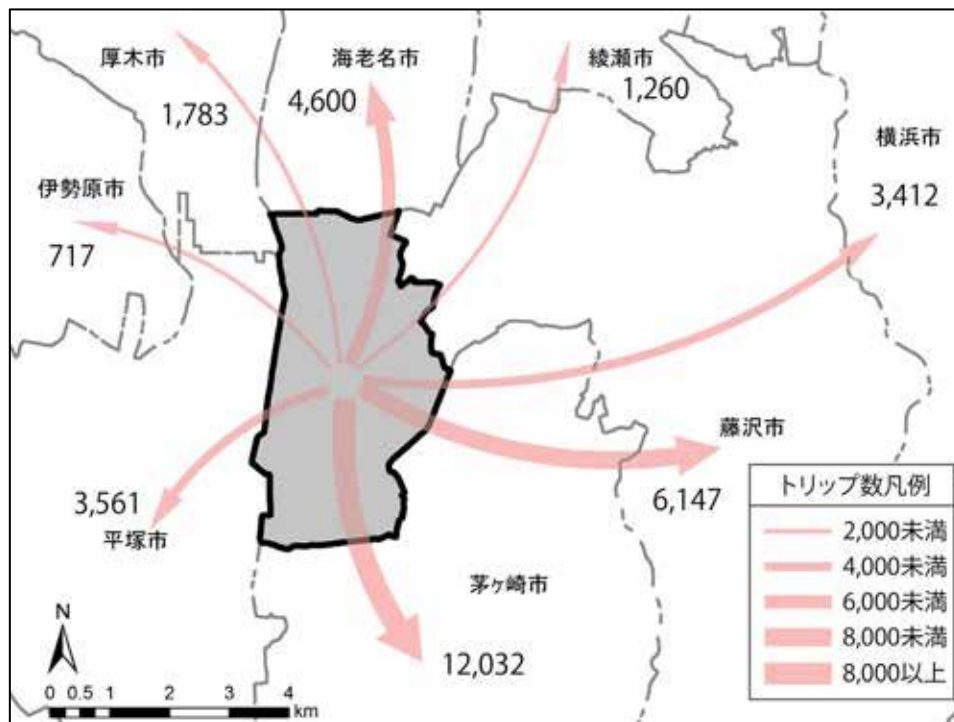 厚木市
1,783
海老名市
4,600
綾瀬市
1,260
横浜市
3,412
伊勢原市
717
藤沢市
6,147
3,561
平塚市
茅ヶ崎市
12,032
トリップ数凡例
2,000未満
4,000未満
6,000未満
8,000未満
8,000以上
N
0 0.5 1 2 3 4
km